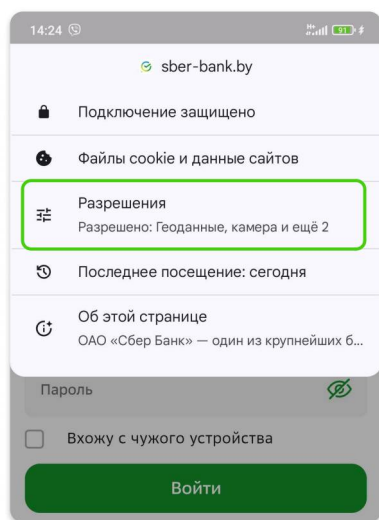 14:24
91
sber-bank.by
Подключение защищено
Файлы cookie и данные сайтов
Разрешения
Разрешено: Геоданные, камера и ещё 2
Последнее посещение: сегодня
Об этой странице
ОАО «Сбер Банк» — один из крупнейших б...
Пароль
Вхожу с чужого устройства
Войти